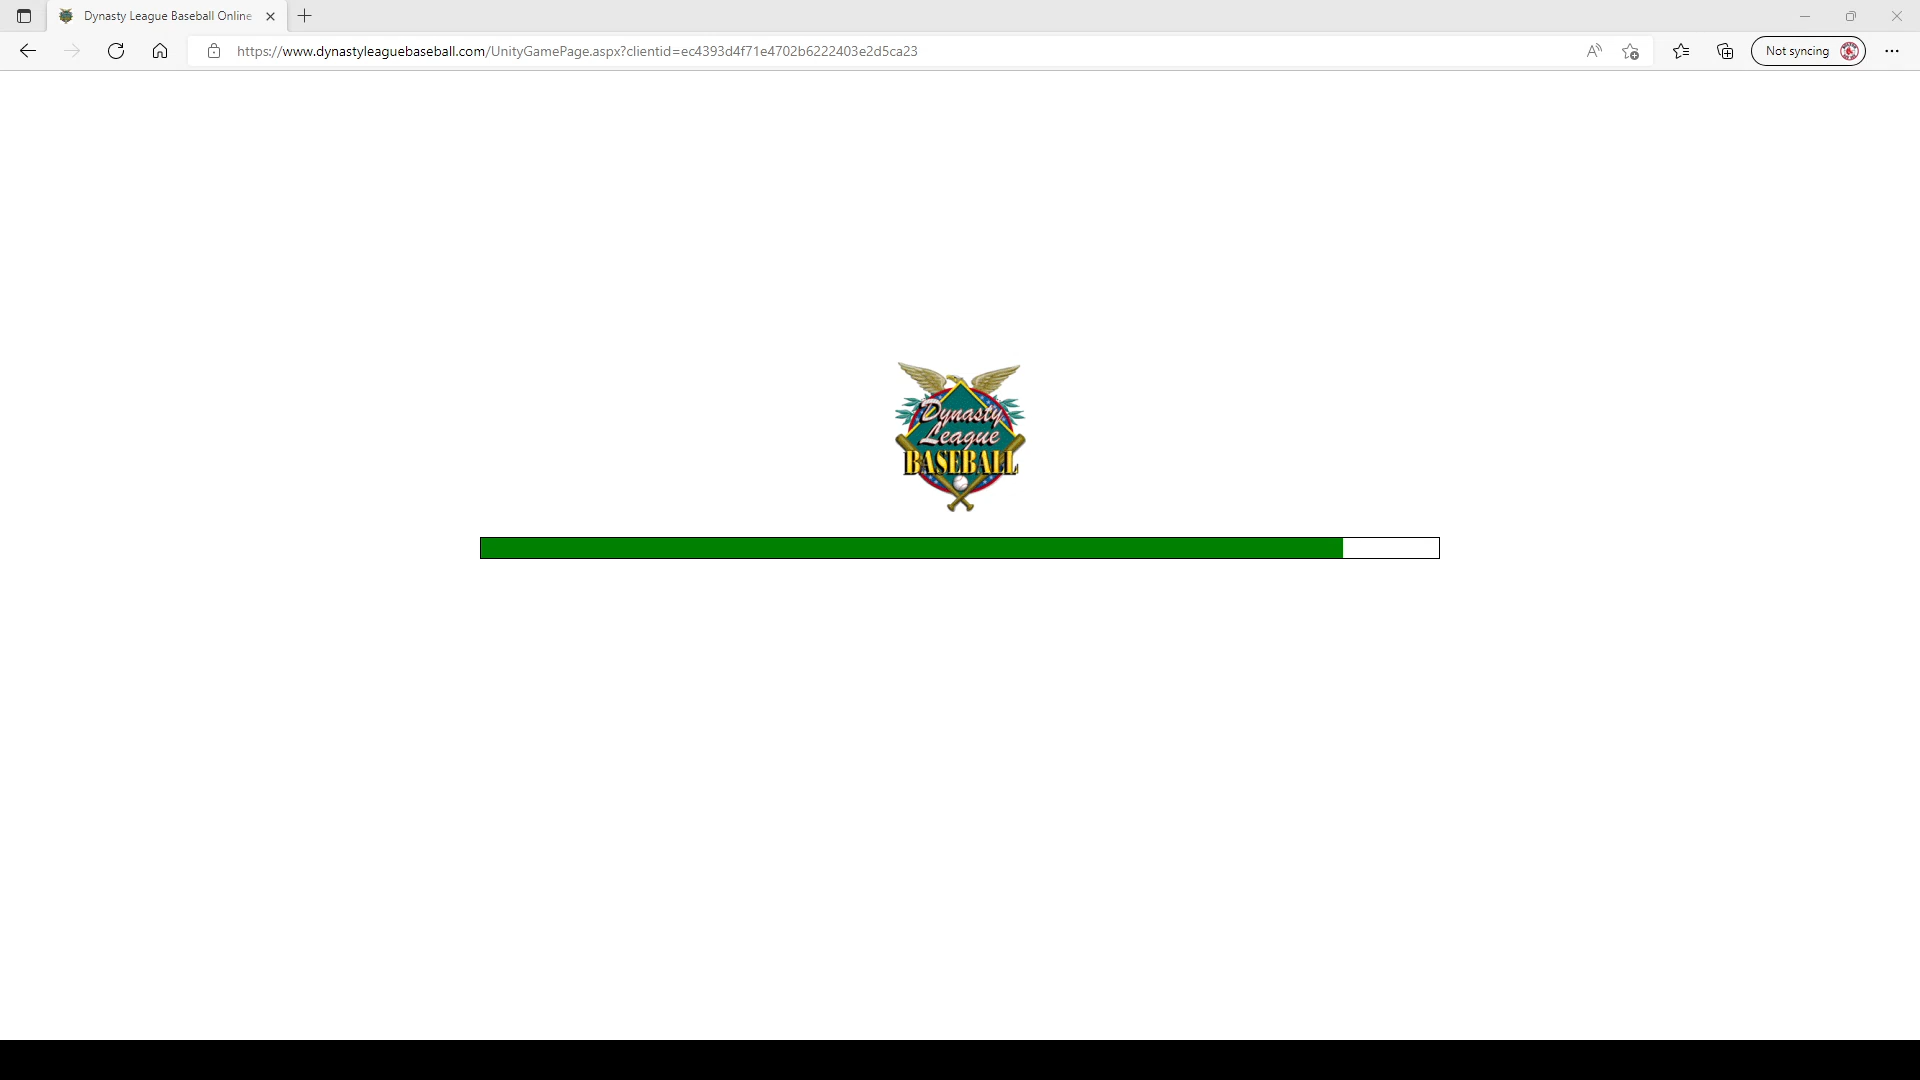 Dynasty League Baseball Online
https://www.dynastyleaguebaseball.com/UnityGamePage.aspx?clientid=ec4393d4f71e4702b6222403e2d5ca23
Not syncing
Dynasty
League
BASEBALL